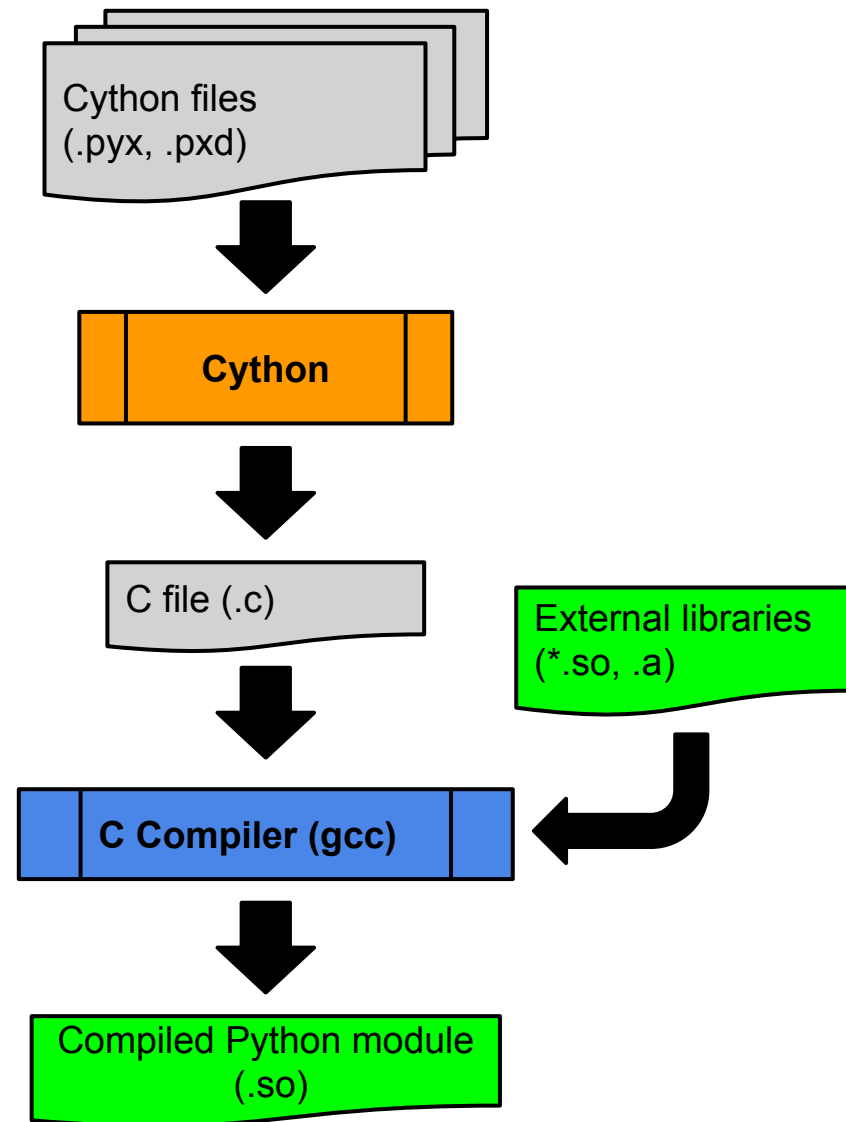 Cython files
(.pyx, .pxd)
Cython
C file (.c)
External libraries
(*.so, .a)
C Compiler (gcc)
Compiled Python module
(.so)